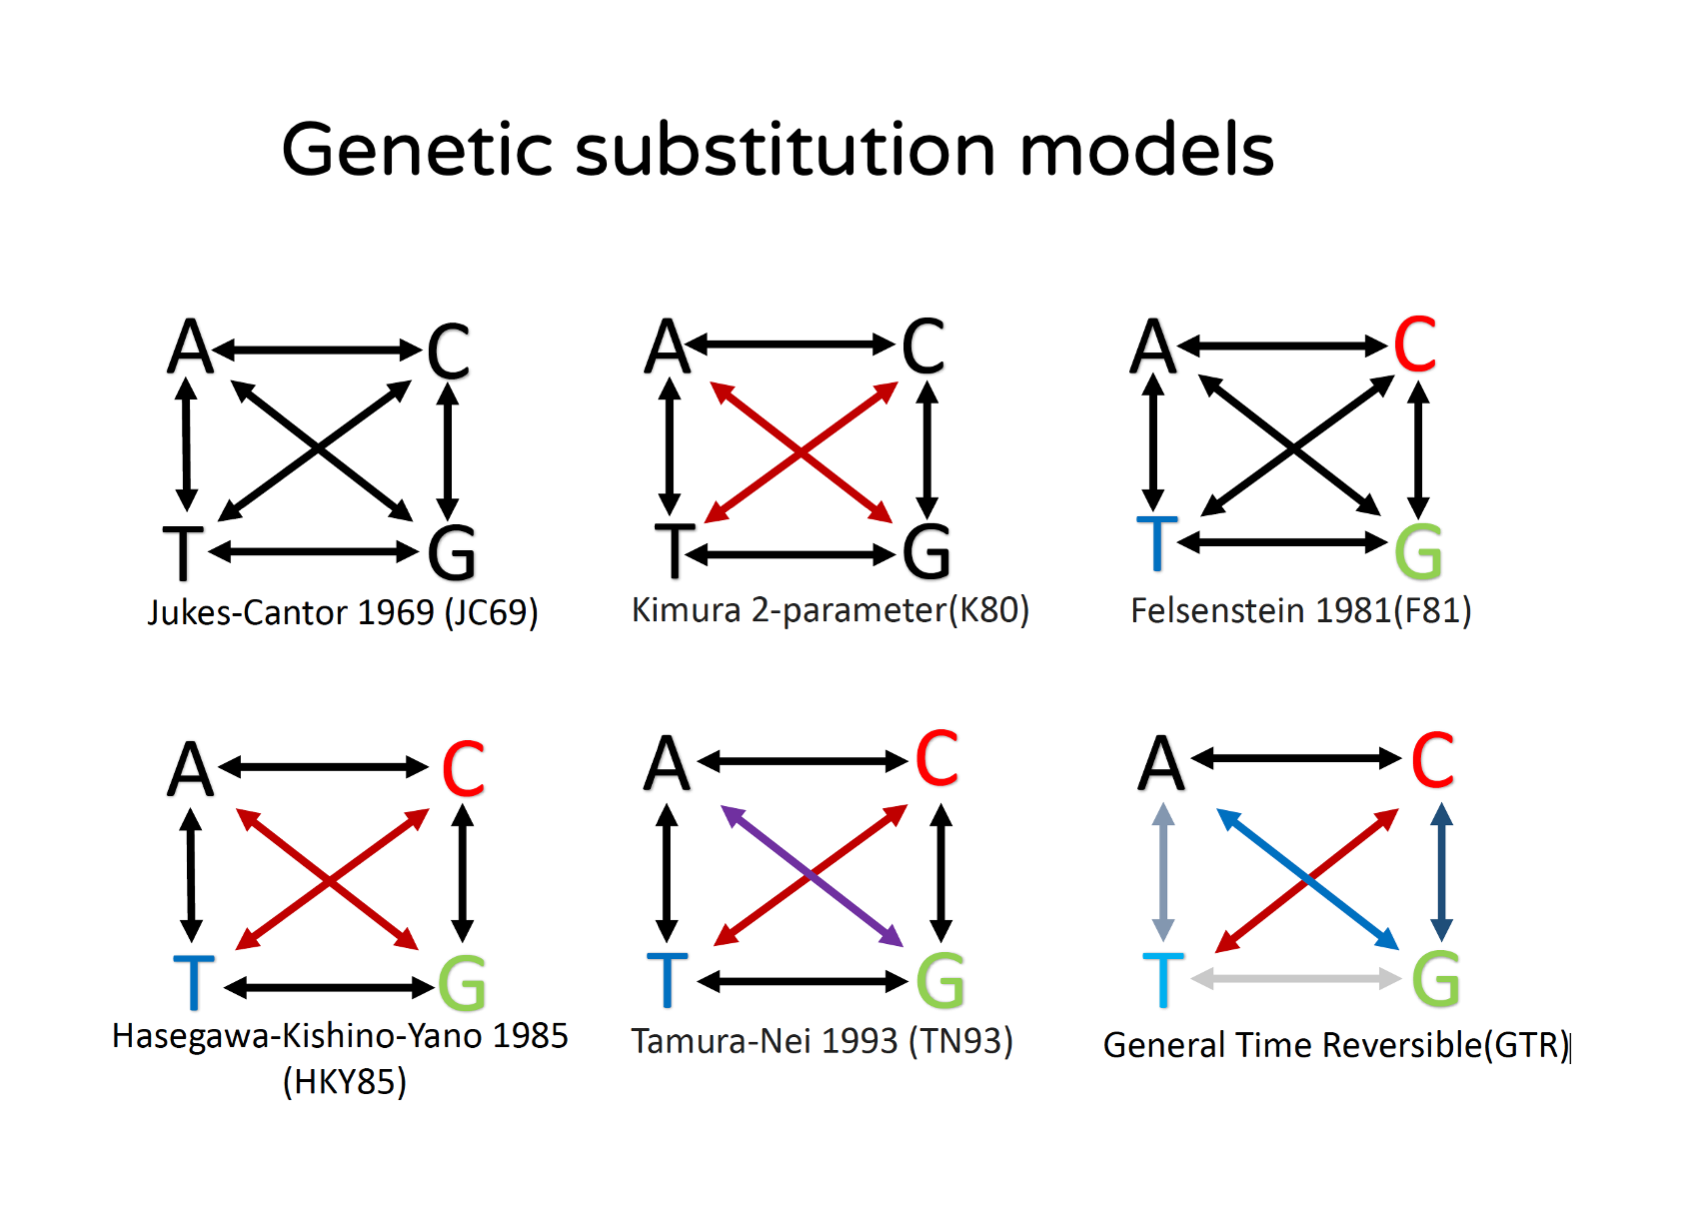 Genetic substitution models
A C
T G
Jukes-Cantor 1969 (JC69)
A C
T G
Kimura 2-parameter(K80)
A C
T G
Felsenstein 1981(F81)
A C
T G
Hasegawa-Kishino-Yano 1985
(HKY85)
A C
T G
Tamura-Nei 1993 (TN93)
A C
T G
General Time Reversible(GTR)